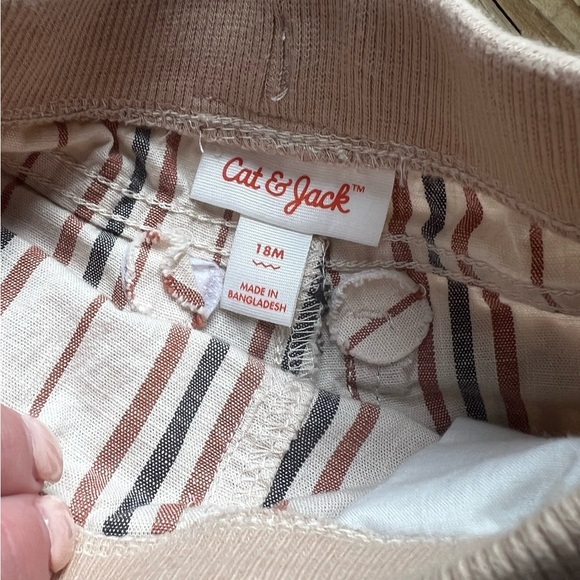 Cat & Jack™
18M
MADE IN
BANGLADESH